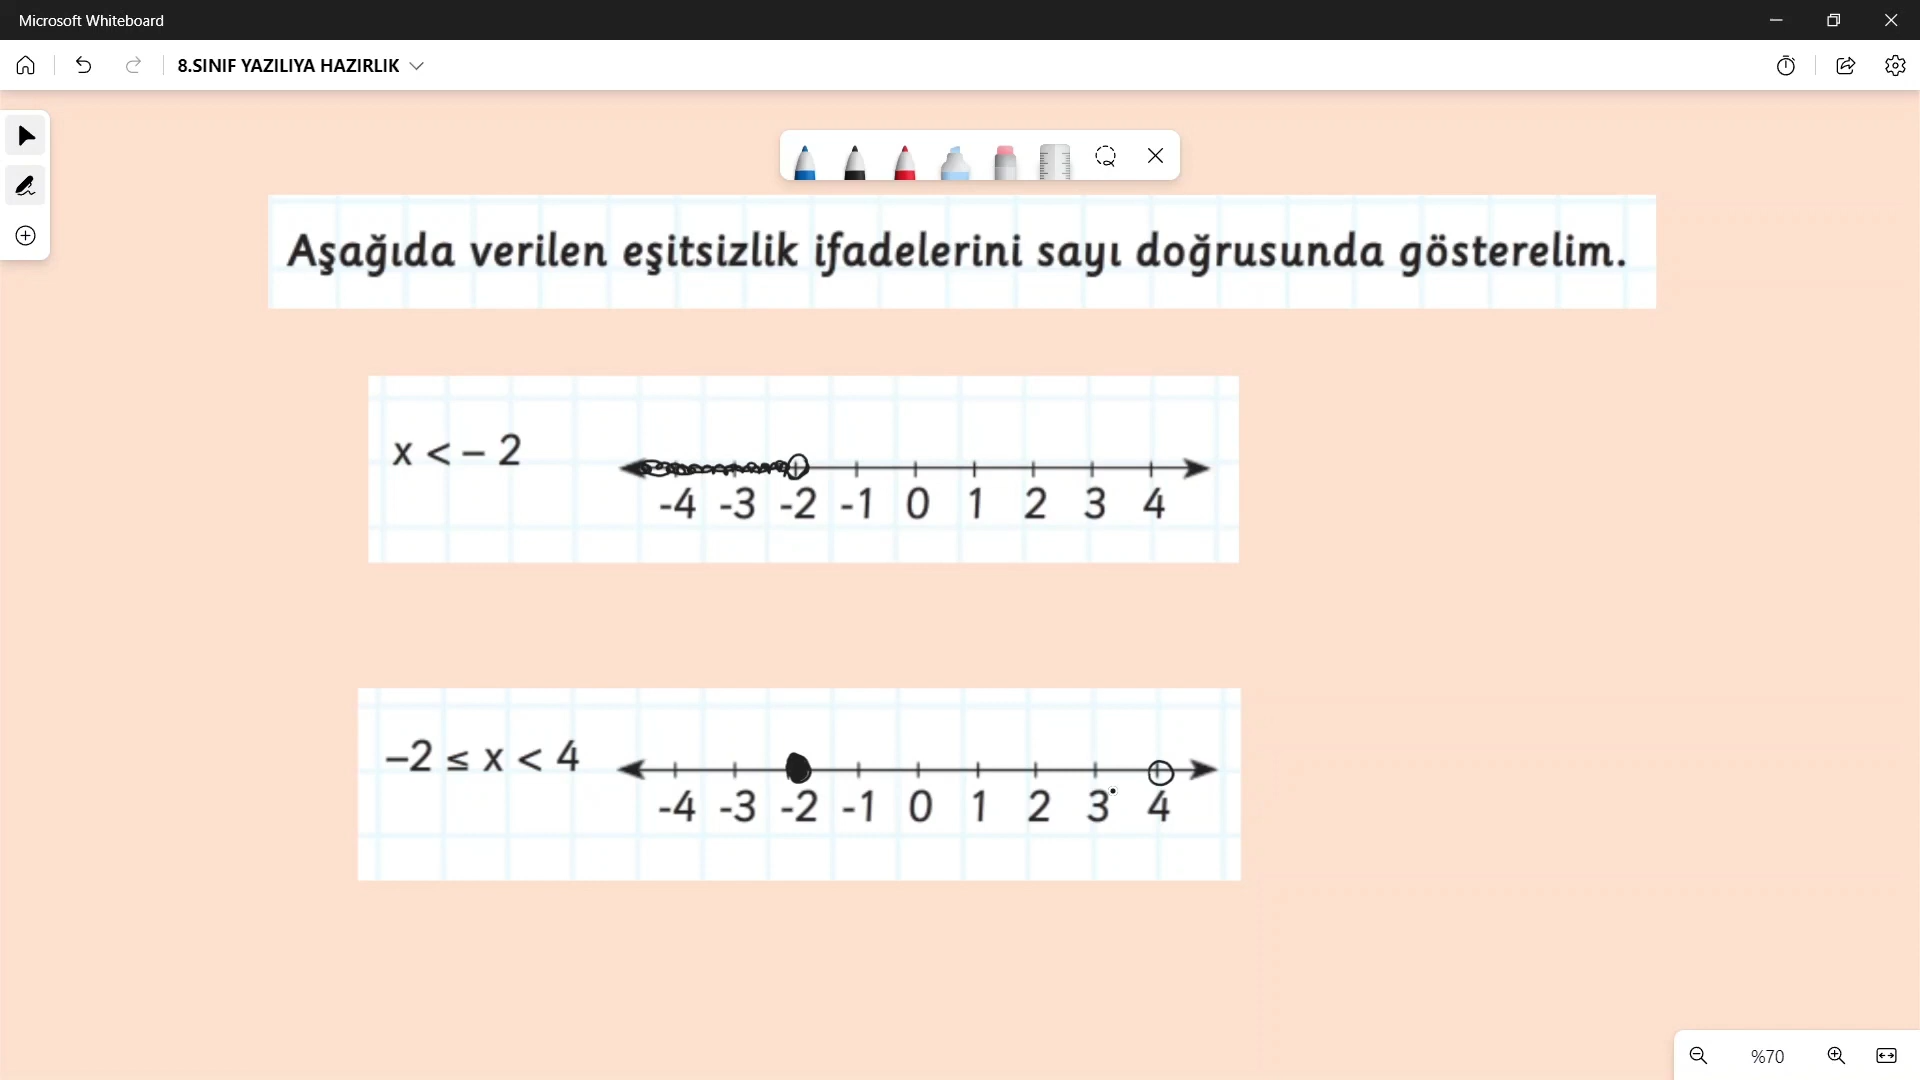 Microsoft Whiteboard
8.SINIF YAZILIYA HAZIRLIK
Aşağıda verilen eşitsizlik ifadelerini sayı doğrusunda gösterelim.
x < – 2
-4 -3 -2 -1 0 1 2 3 4
–2 ≤ x < 4
-4 -3 -2 -1 0 1 2 3 4
%70